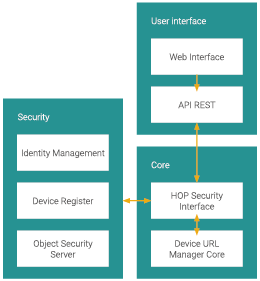 User interface
Web Interface
API REST
Security
Identity Management
Device Register
Object Security
Server
Core
HOP Security
Interface
Device URL
Manager Core